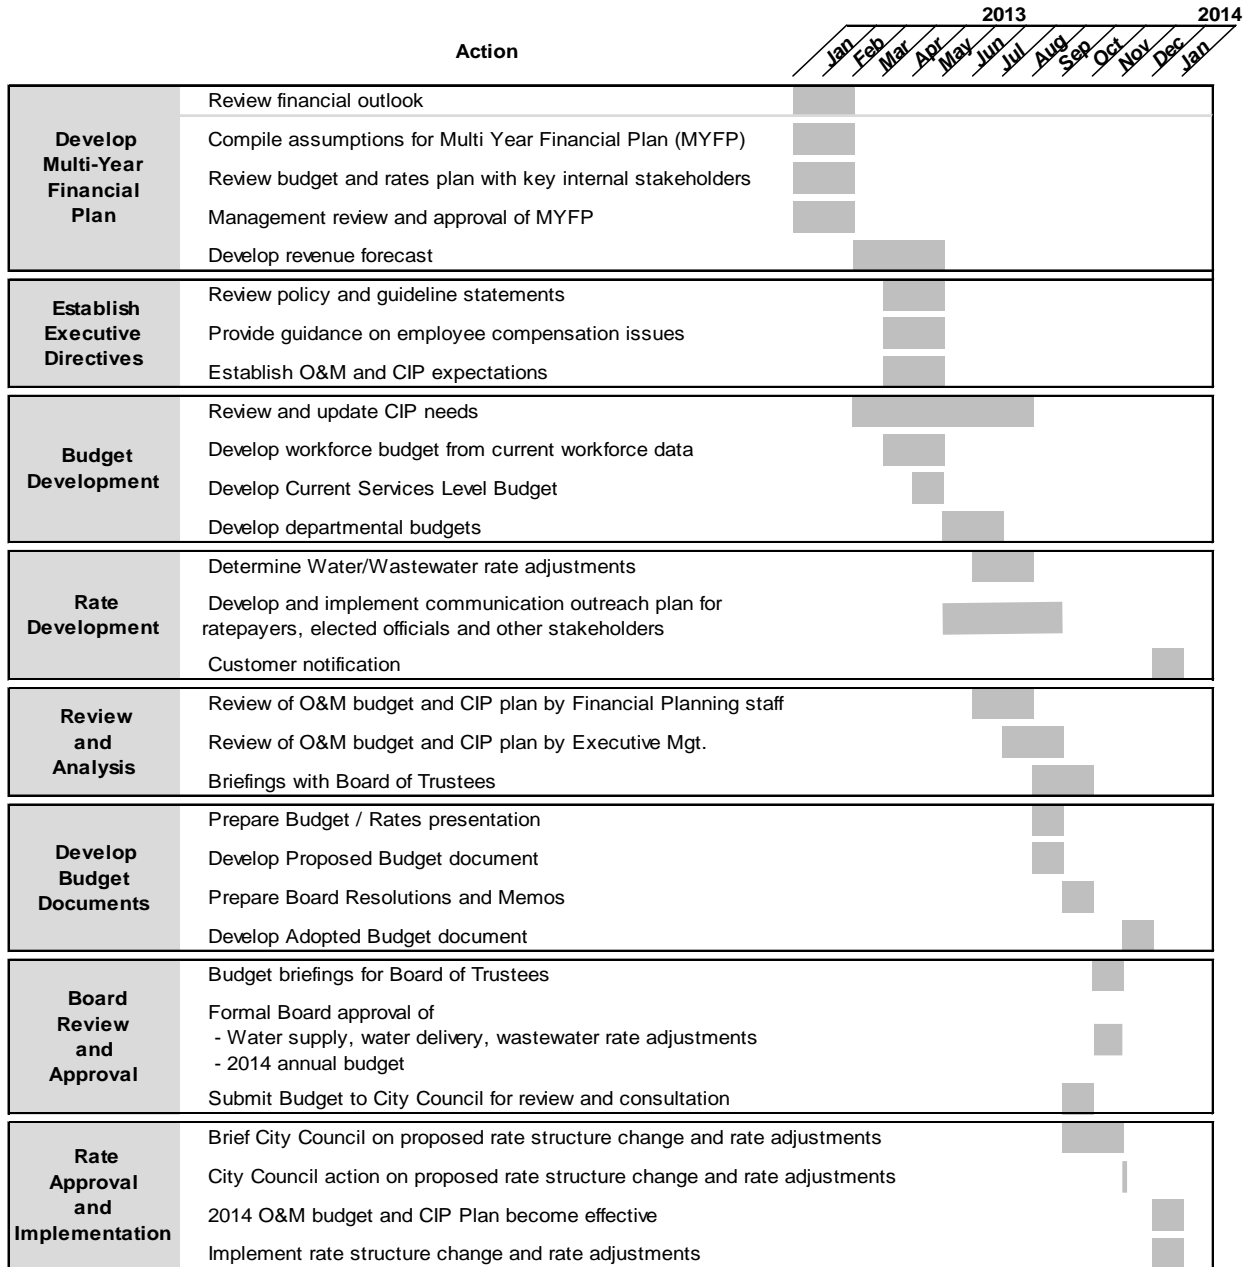 2013
2014
Action
Jan
Feb
Mar
Apr
May
Jun
Jul
Aug
Sep
Oct
Nov
Dec
Jan
Develop
Multi-Year
Financial
Plan
Review financial outlook
Compile assumptions for Multi Year Financial Plan (MYFP)
Review budget and rates plan with key internal stakeholders
Management review and approval of MYFP
Develop revenue forecast
Establish
Executive
Directives
Review policy and guideline statements
Provide guidance on employee compensation issues
Establish O&M and CIP expectations
Budget
Development
Review and update CIP needs
Develop workforce budget from current workforce data
Develop Current Services Level Budget
Develop departmental budgets
Rate
Development
Determine Water/Wastewater rate adjustments
Develop and implement communication outreach plan for
ratepayers, elected officials and other stakeholders
Customer notification
Review
and
Analysis
Review of O&M budget and CIP plan by Financial Planning staff
Review of O&M budget and CIP plan by Executive Mgt.
Briefings with Board of Trustees
Develop
Budget
Documents
Prepare Budget / Rates presentation
Develop Proposed Budget document
Prepare Board Resolutions and Memos
Develop Adopted Budget document
Board
Review
and
Approval
Budget briefings for Board of Trustees
Formal Board approval of
- Water supply, water delivery, wastewater rate adjustments
- 2014 annual budget
Submit Budget to City Council for review and consultation
Rate
Approval
and
Implementation
Brief City Council on proposed rate structure change and rate adjustments
City Council action on proposed rate structure change and rate adjustments
2014 O&M budget and CIP Plan become effective
Implement rate structure change and rate adjustments